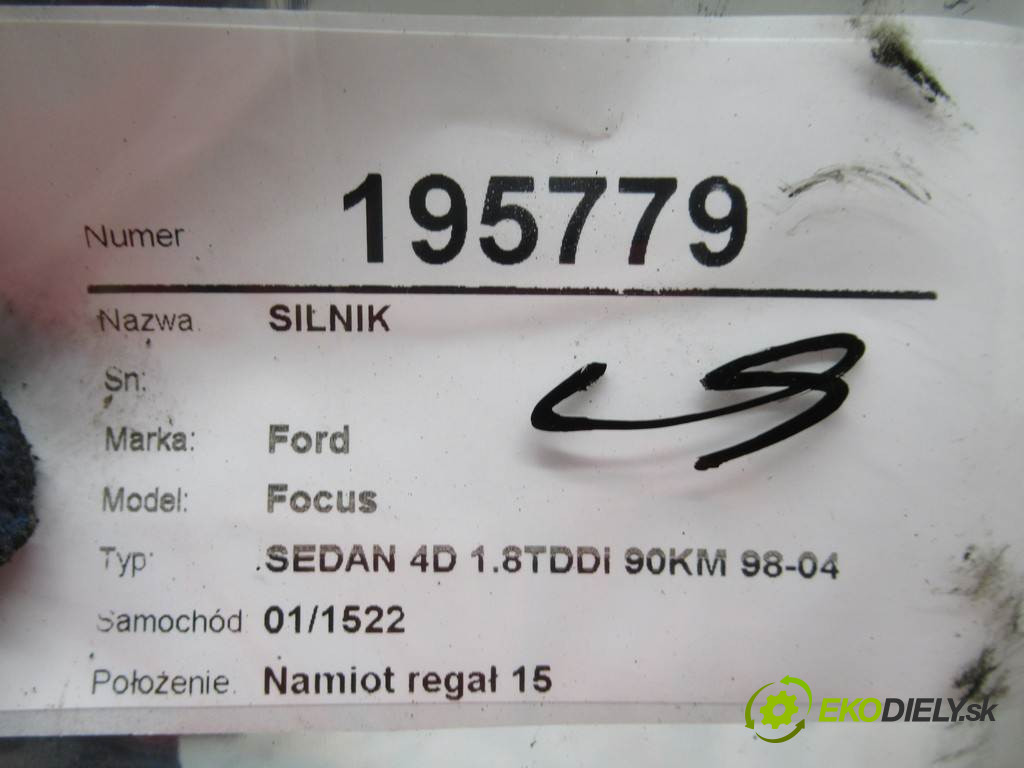 Numer 195779
Nazwa SILNIK
Sn:
Marka: Ford
Model: Focus
Typ: SEDAN 4D 1.8TDDI 90KM 98-04
Samochód 01/1522
Położenie. Namiot regał 15
EKODIELY.sk